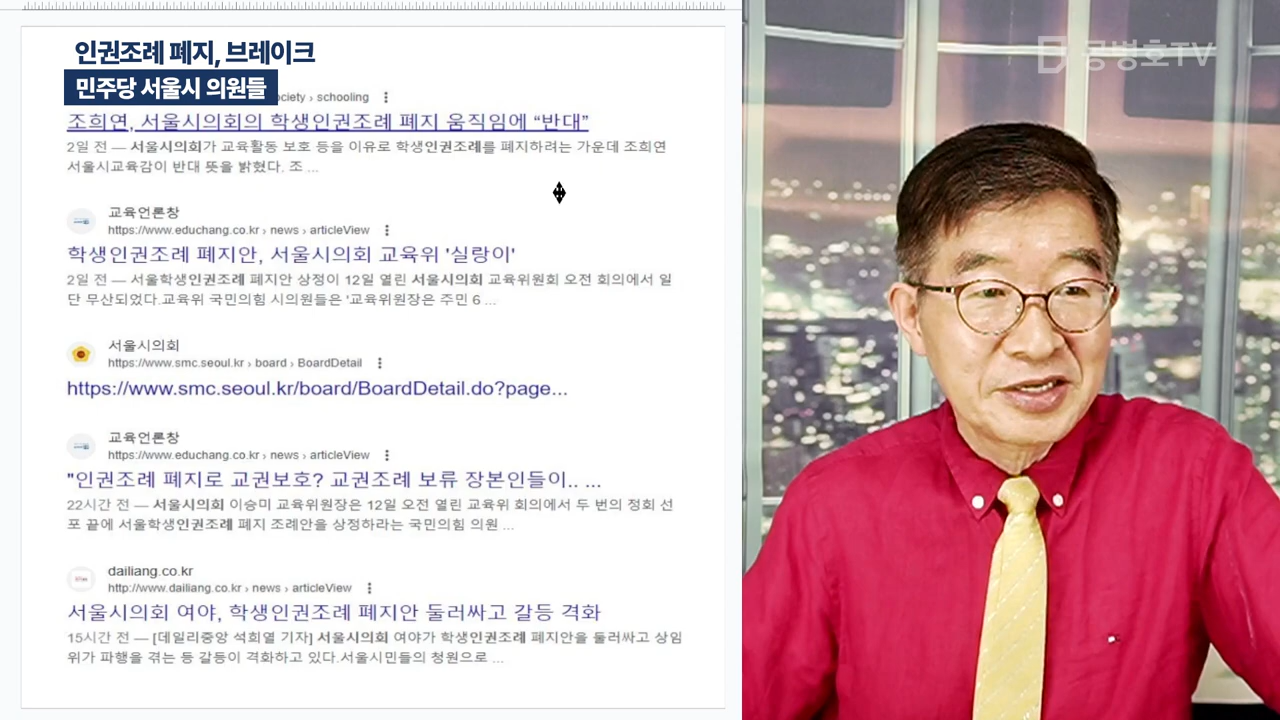 인권조례 폐지, 브레이크
민주당 서울시 의원들
ociety › schooling
조희연, 서울시의회의 학생인권조례 폐지 움직임에 “반대”
2일 전 — 서울시의회가 교육활동 보호 등을 이유로 학생인권조례를 폐지하려는 가운데 조희연
서울시교육감이 반대 뜻을 밝혔다. 조 ...
교육언론창
https://www.educhang.co.kr › news › articleView
학생인권조례 폐지안, 서울시의회 교육위 '실랑이'
2일 전 — 서울학생인권조례 폐지안 상정이 12일 열린 서울시의회 교육위원회 오전 회의에서 일
단 무산되었다.교육위 국민의힘 시의원들은 '교육위원장은 주민 6 ...
서울시의회
https://www.smc.seoul.kr › board › BoardDetail
https://www.smc.seoul.kr/board/BoardDetail.do?page...
교육언론창
https://www.educhang.co.kr › news › articleView
"인권조례 폐지로 교권보호? 교권조례 보류 장본인들이.. ...
22시간 전 — 서울시의회 이승미 교육위원장은 12일 오전 열린 교육위 회의에서 두 번의 정회 선
포 끝에 서울학생인권조례 폐지 조례안을 상정하라는 국민의힘 의원 ...
dailiang.co.kr
http://www.dailiang.co.kr › news › articleView
서울시의회 여야, 학생인권조례 폐지안 둘러싸고 갈등 격화
15시간 전 — [데일리중앙 석희열 기자] 서울시의회 여야가 학생인권조례 폐지안을 둘러싸고 상임
위가 파행을 겪는 등 갈등이 격화하고 있다.서울시민들의 청원으로 ...
공병호TV